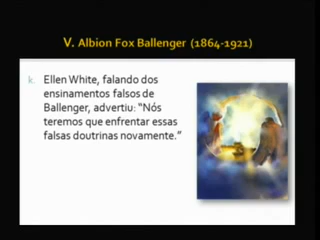 V. Albion Fox Ballenger (1864-1921)
k. Ellen White, falando dos
ensinamentos falsos de
Ballenger, advertiu: “Nós
teremos que enfrentar essas
falsas doutrinas novamente.”